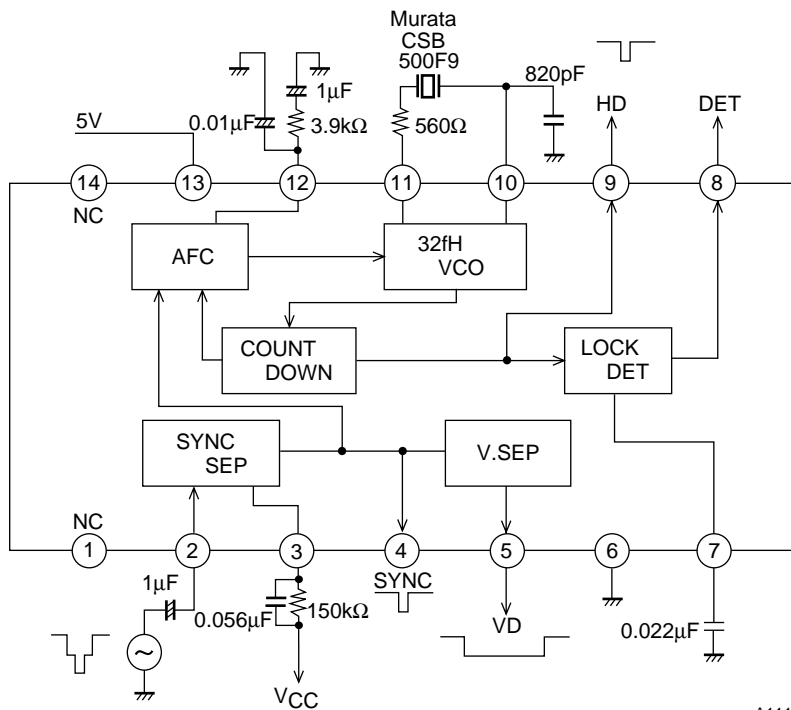 Murata
CSB
500F9
1μF
820pF
HD
DET
5V
0.01μF
3.9kΩ
560Ω
14
13
12
11
10
9
8
NC
AFC
32fH
VCO
COUNT
DOWN
LOCK
DET
SYNC
SEP
V.SEP
NC
1
2
3
4
5
6
7
1μF
SYNC
0.056μF
150kΩ
VD
0.022μF
~
VCC